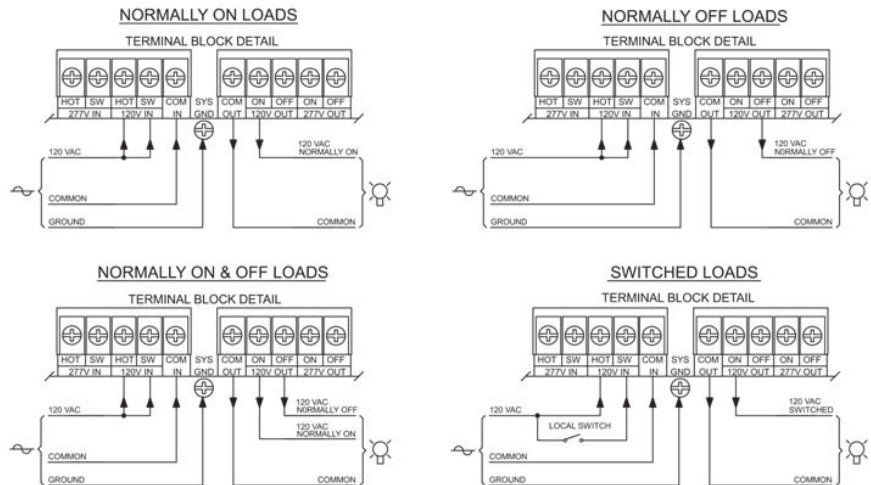 NORMALLY ON LOADS
TERMINAL BLOCK DETAIL
HOT SW HOT SW COM SYS COM ON OFF ON OFF
277V IN 120V IN IN GND OUT 120V OUT 277V OUT
120 VAC
120 VAC
NORMALLY ON
COMMON
GROUND
COMMON
NORMALLY OFF LOADS
TERMINAL BLOCK DETAIL
HOT SW HOT SW COM SYS COM ON OFF ON OFF
277V IN 120V IN IN GND OUT 120V OUT 277V OUT
120 VAC
120 VAC
NORMALLY OFF
COMMON
GROUND
COMMON
NORMALLY ON & OFF LOADS
TERMINAL BLOCK DETAIL
HOT SW HOT SW COM SYS COM ON OFF ON OFF
277V IN 120V IN IN GND OUT 120V OUT 277V OUT
120 VAC
120 VAC
NORMALLY OFF
120 VAC
NORMALLY ON
COMMON
GROUND
COMMON
SWITCHED LOADS
TERMINAL BLOCK DETAIL
HOT SW HOT SW COM SYS COM ON OFF ON OFF
277V IN 120V IN IN GND OUT 120V OUT 277V OUT
120 VAC
120 VAC
SWITCHED
LOCAL SWITCH
COMMON
GROUND
COMMON